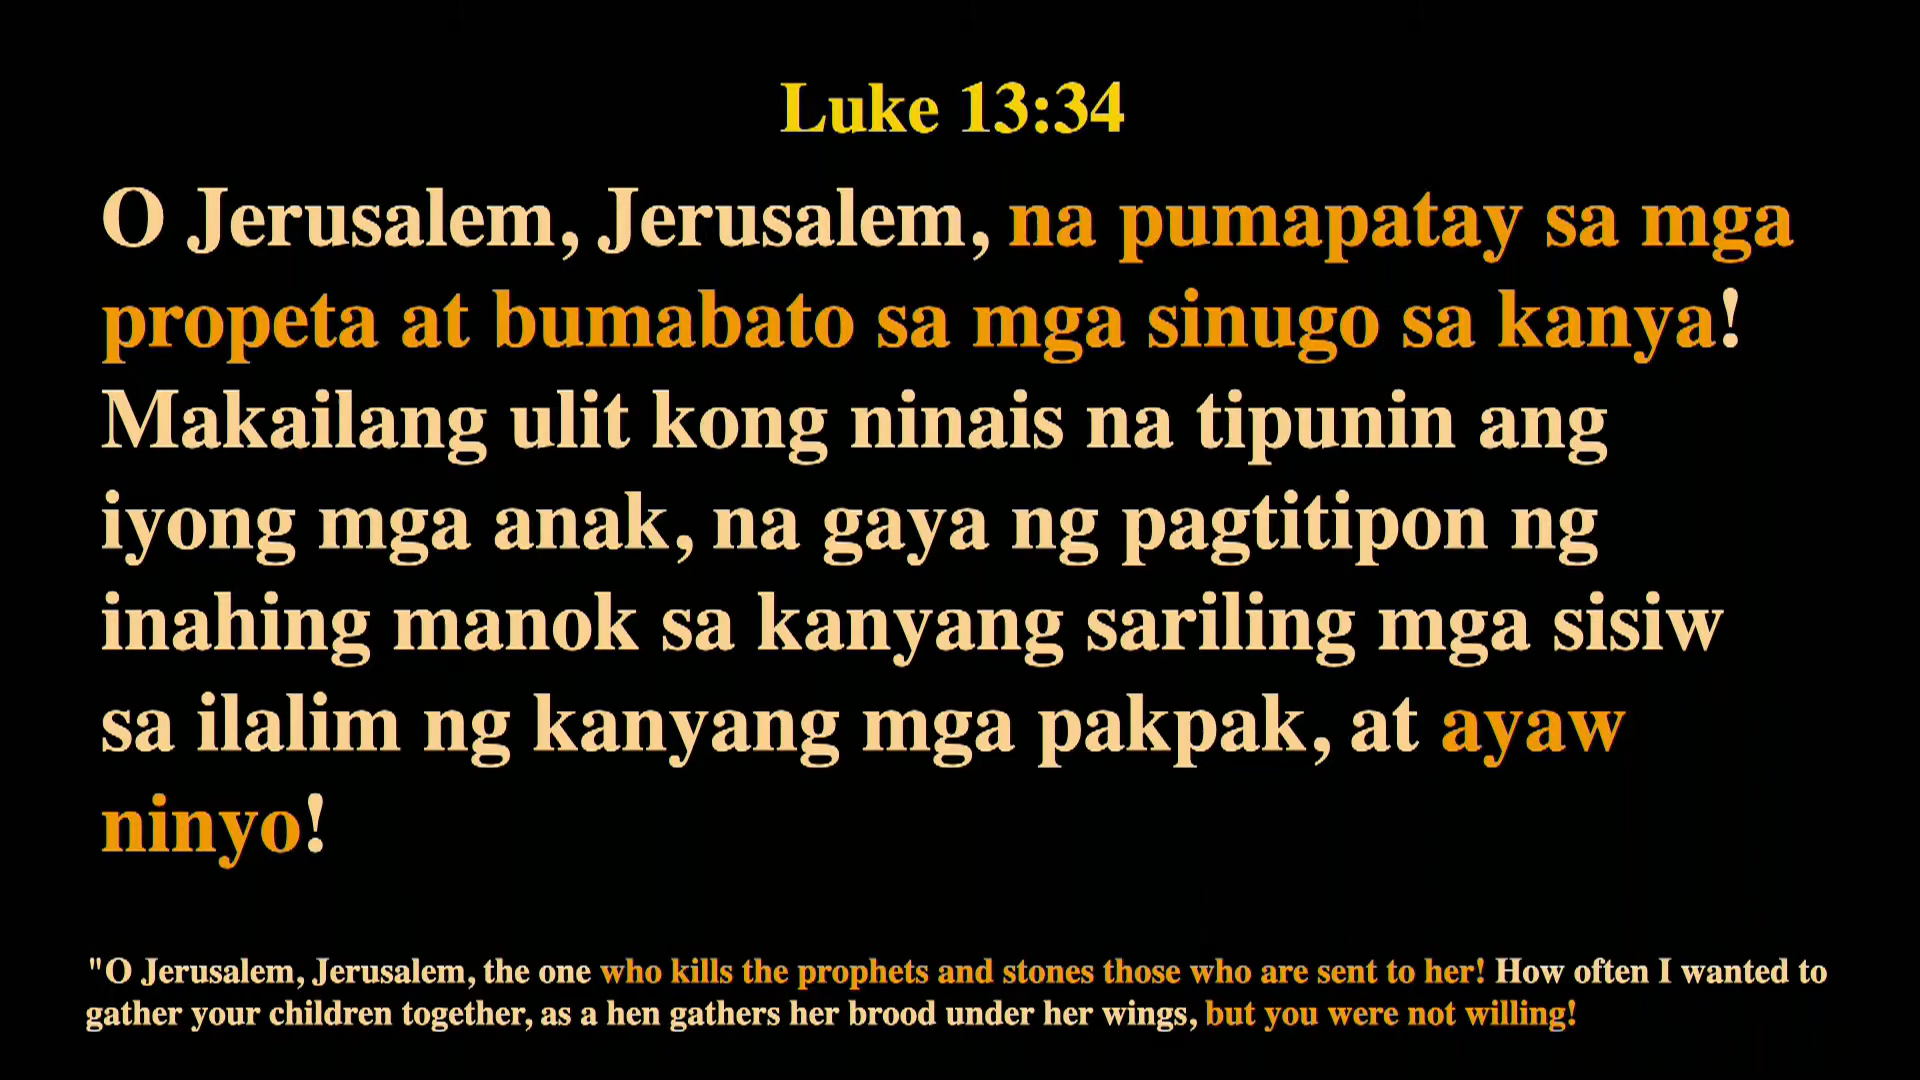 Luke 13:34
O Jerusalem, Jerusalem, na pumapatay sa mga
propeta at bumabato sa mga sinugo sa kanya!
Makailang ulit kong ninais na tipunin ang
iyong mga anak, na gaya ng pagtitipon ng
inahing manok sa kanyang sariling mga sisiw
sa ilalim ng kanyang mga pakpak, at ayaw
ninyo!
"O Jerusalem, Jerusalem, the one who kills the prophets and stones those who are sent to her! How often I wanted to
gather your children together, as a hen gathers her brood under her wings, but you were not willing!